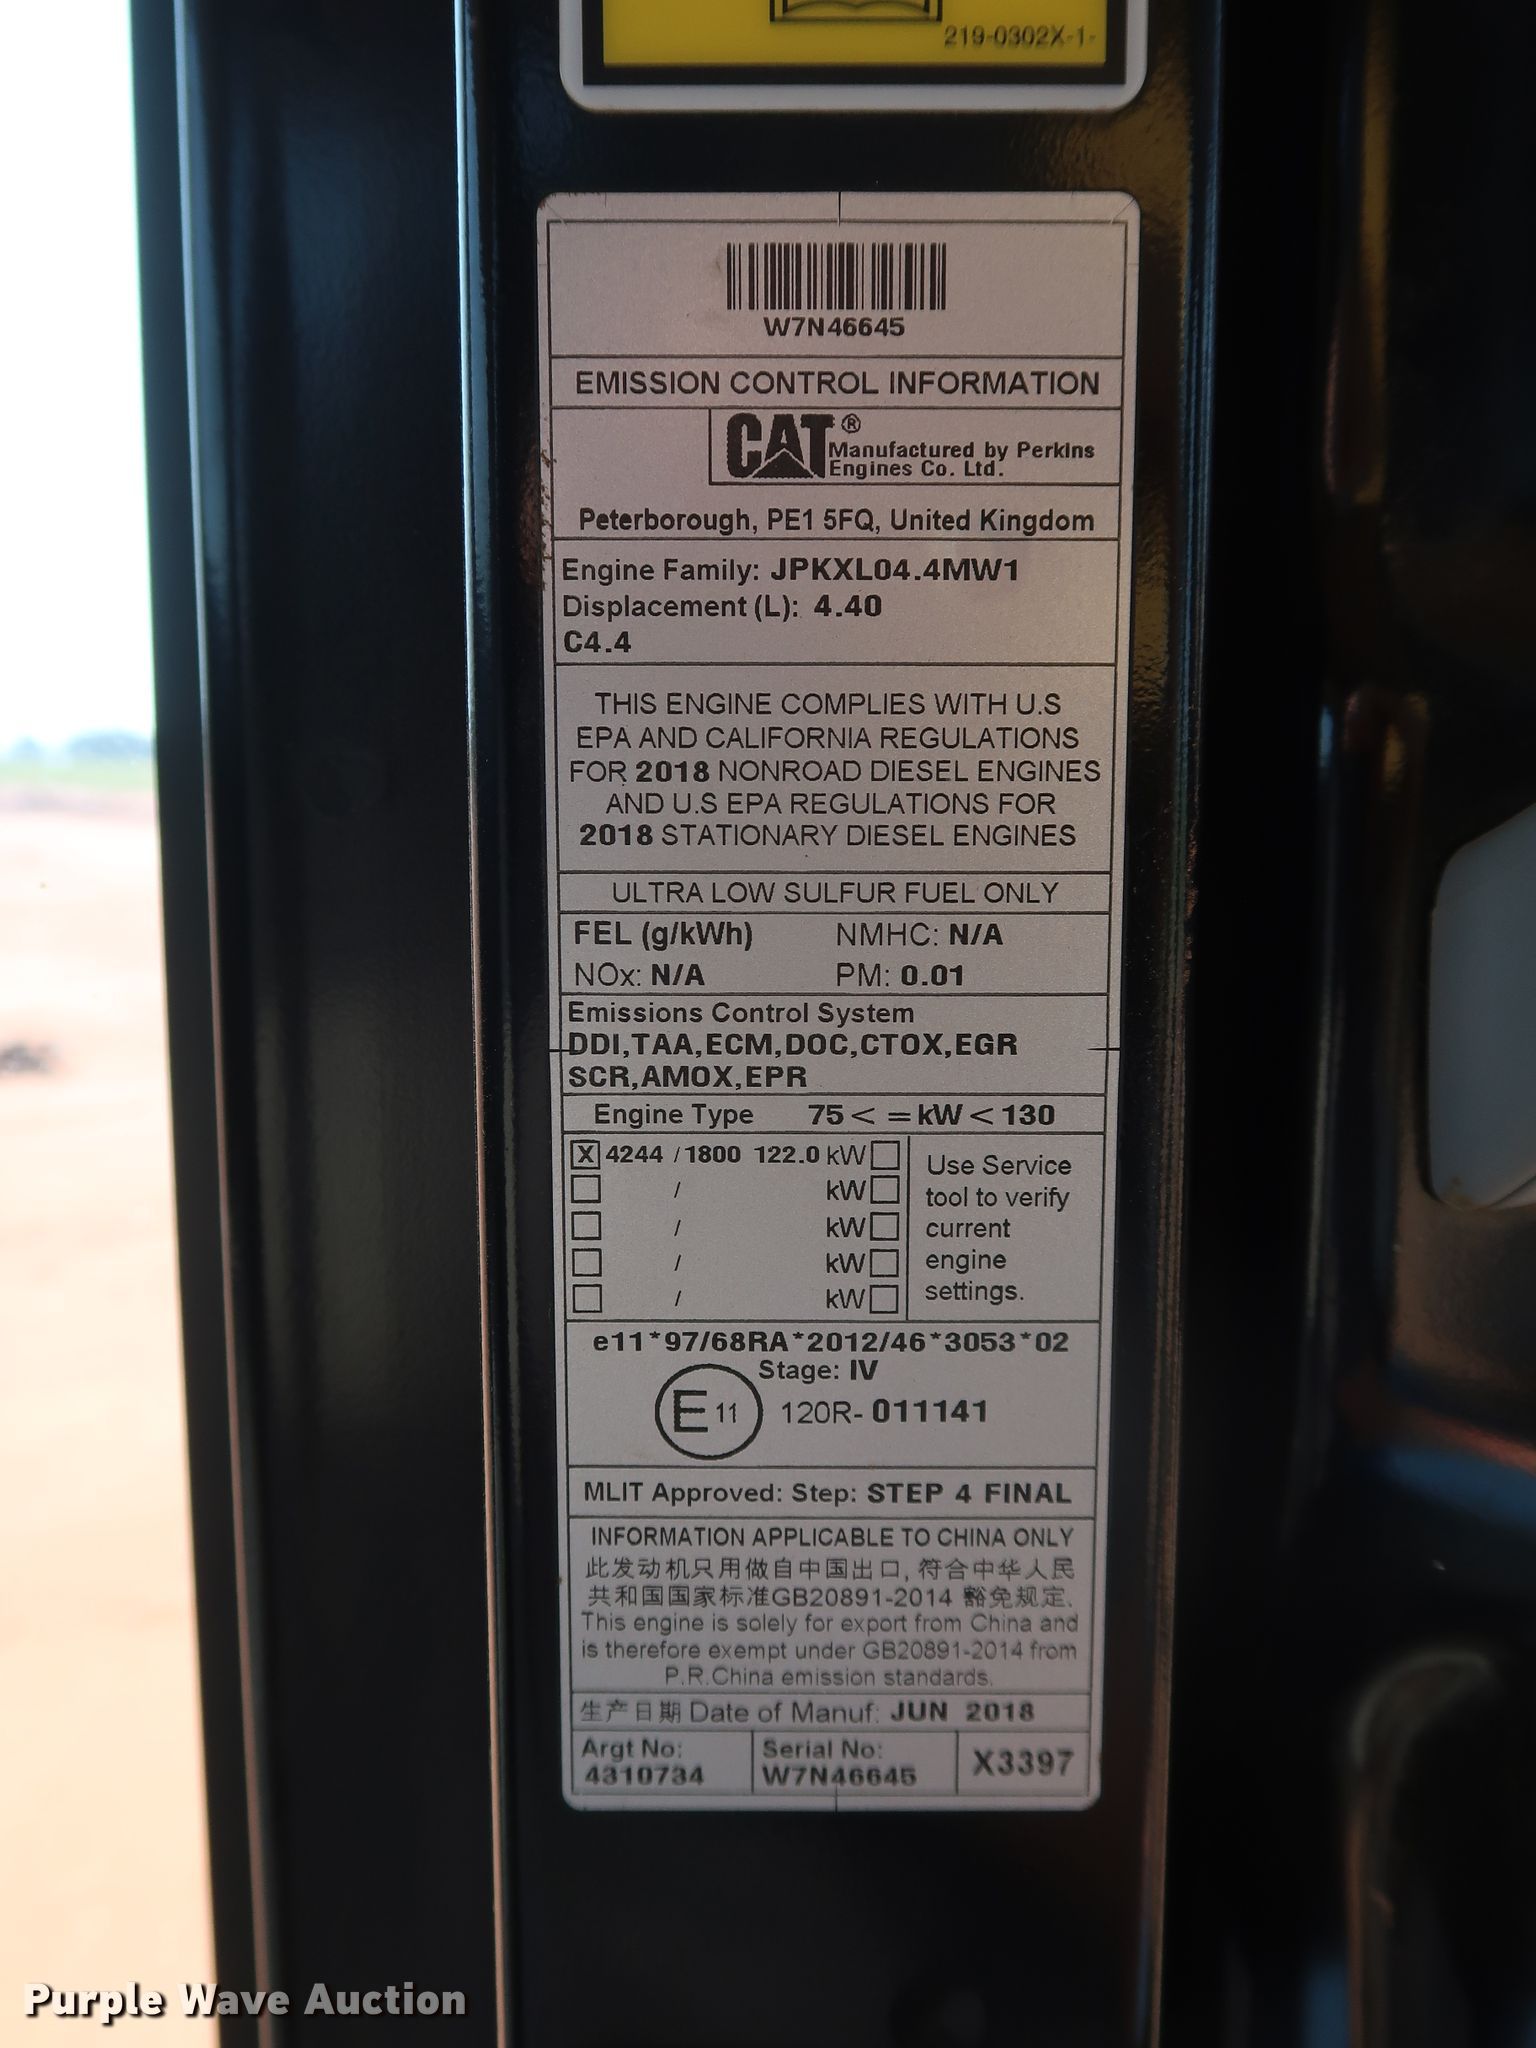 219-0302X-1-
W7N46645
EMISSION CONTROL INFORMATION
CAT®
Manufactured by Perkins
Engines Co. Ltd.
Peterborough, PE1 5FQ, United Kingdom
Engine Family: JPKXL04.4MW1
Displacement (L): 4.40
C4.4
THIS ENGINE COMPLIES WITH U.S
EPA AND CALIFORNIA REGULATIONS
FOR 2018 NONROAD DIESEL ENGINES
AND U.S EPA REGULATIONS FOR
2018 STATIONARY DIESEL ENGINES
ULTRA LOW SULFUR FUEL ONLY
FEL (g/kWh) NMHC: N/A
NOx: N/A PM: 0.01
Emissions Control System
DDI,TAA,ECM,DOC,CTOX,EGR
SCR,AMOX,EPR
Engine Type 75 < = kW < 130
X 4244 / 1800 122.0 kW
/ kW
/ kW
/ kW
/ kW
Use Service
tool to verify
current
engine
settings.
e11*97/68RA*2012/46*3053*02
Stage: IV
E 11 120R- 011141
MLIT Approved: Step: STEP 4 FINAL
INFORMATION APPLICABLE TO CHINA ONLY
此发动机只用做自中国出口, 符合中华人民
共和国国家标准GB20891-2014 豁免规定.
This engine is solely for export from China and
is therefore exempt under GB20891-2014 from
P.R.China emission standards.
生产日期 Date of Manuf: JUN 2018
Argt No:
4310734
Serial No:
W7N46645
X3397
Purple Wave Auction